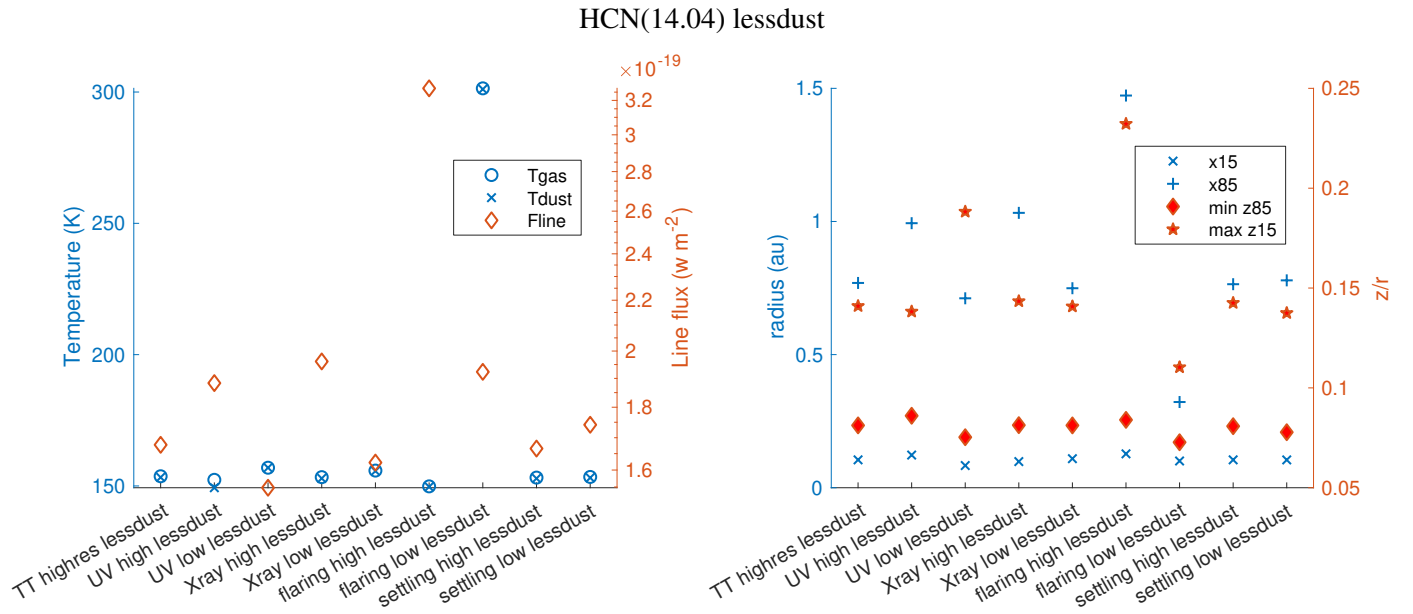 HCN(14.04) lessdust
×10-19
300
250
200
150
Temperature (K)
3.2
3
2.8
2.6
2.4
2.2
2
1.8
1.6
Line flux (w m-2)
Tgas
Tdust
Fline
TT highres lessdust
UV high lessdust
UV low lessdust
Xray high lessdust
Xray low lessdust
flaring high lessdust
flaring low lessdust
settling high lessdust
settling low lessdust
1.5
1
0.5
0
radius (au)
0.25
0.2
0.15
0.1
0.05
z/r
x15
x85
min z85
max z15
TT highres lessdust
UV high lessdust
UV low lessdust
Xray high lessdust
Xray low lessdust
flaring high lessdust
flaring low lessdust
settling high lessdust
settling low lessdust